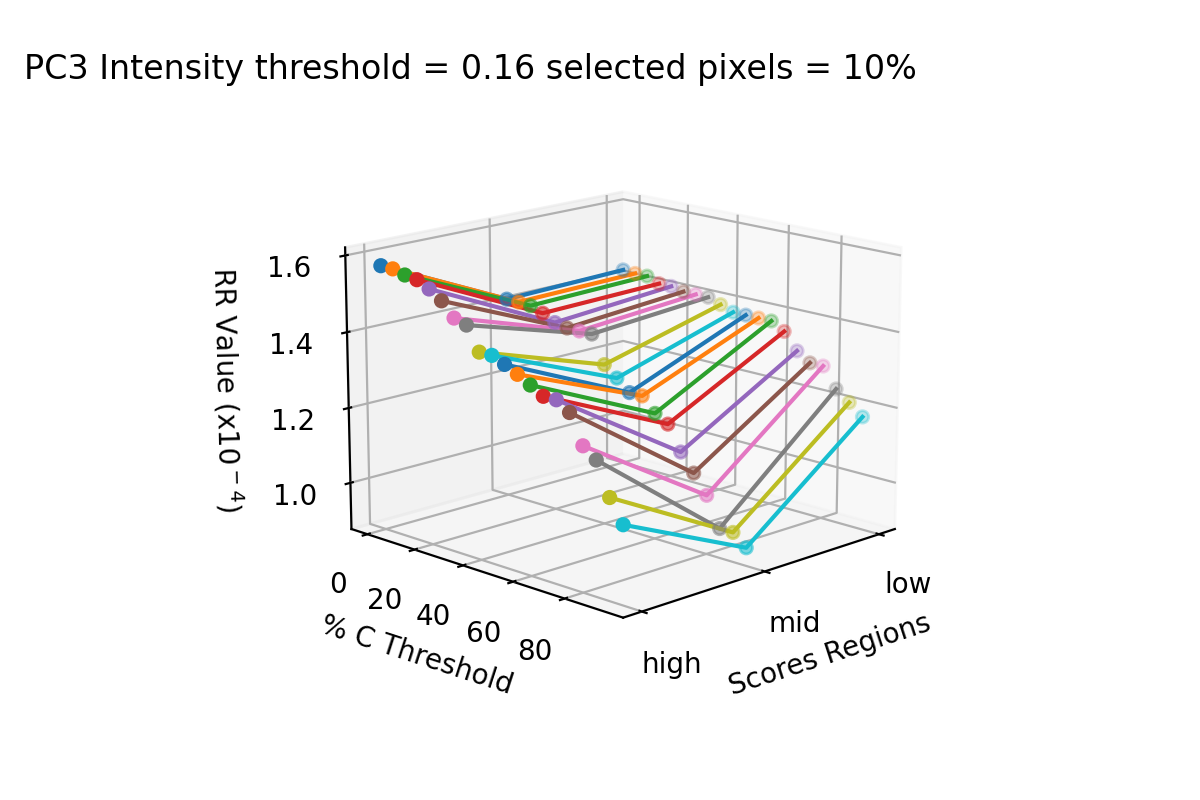 PC3 Intensity threshold = 0.16 selected pixels = 10%
RR Value (x10⁻⁴)
1.6
1.4
1.2
1.0
0
20
40
60
80
% C Threshold
high
mid
low
Scores Regions